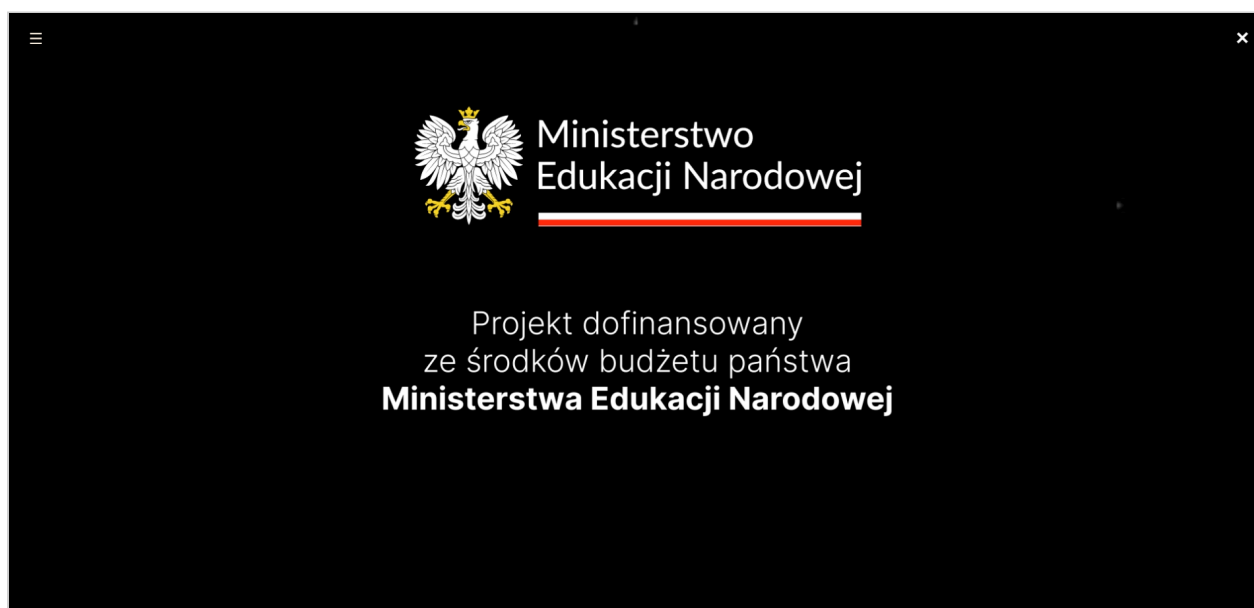 Ministerstwo
Edukacji Narodowej
Projekt dofinansowany
ze środków budżetu państwa
Ministerstwa Edukacji Narodowej